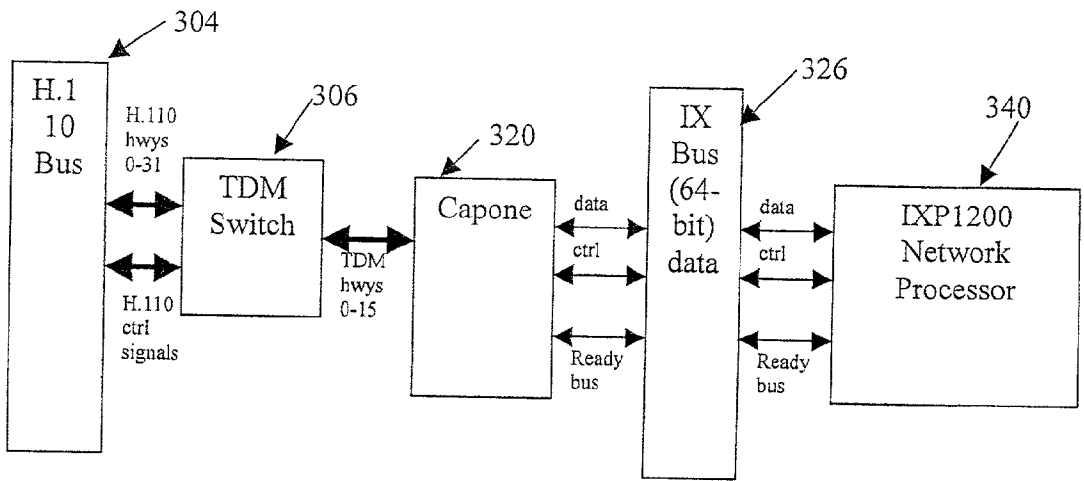 304
H.1
10
Bus
H.110
hwys
0-31
H.110
ctrl
signals
306
TDM
Switch
TDM
hwys
0-15
320
Capone
data
ctrl
Ready
bus
326
IX
Bus
(64-
bit)
data
data
ctrl
Ready
bus
340
IXP1200
Network
Processor